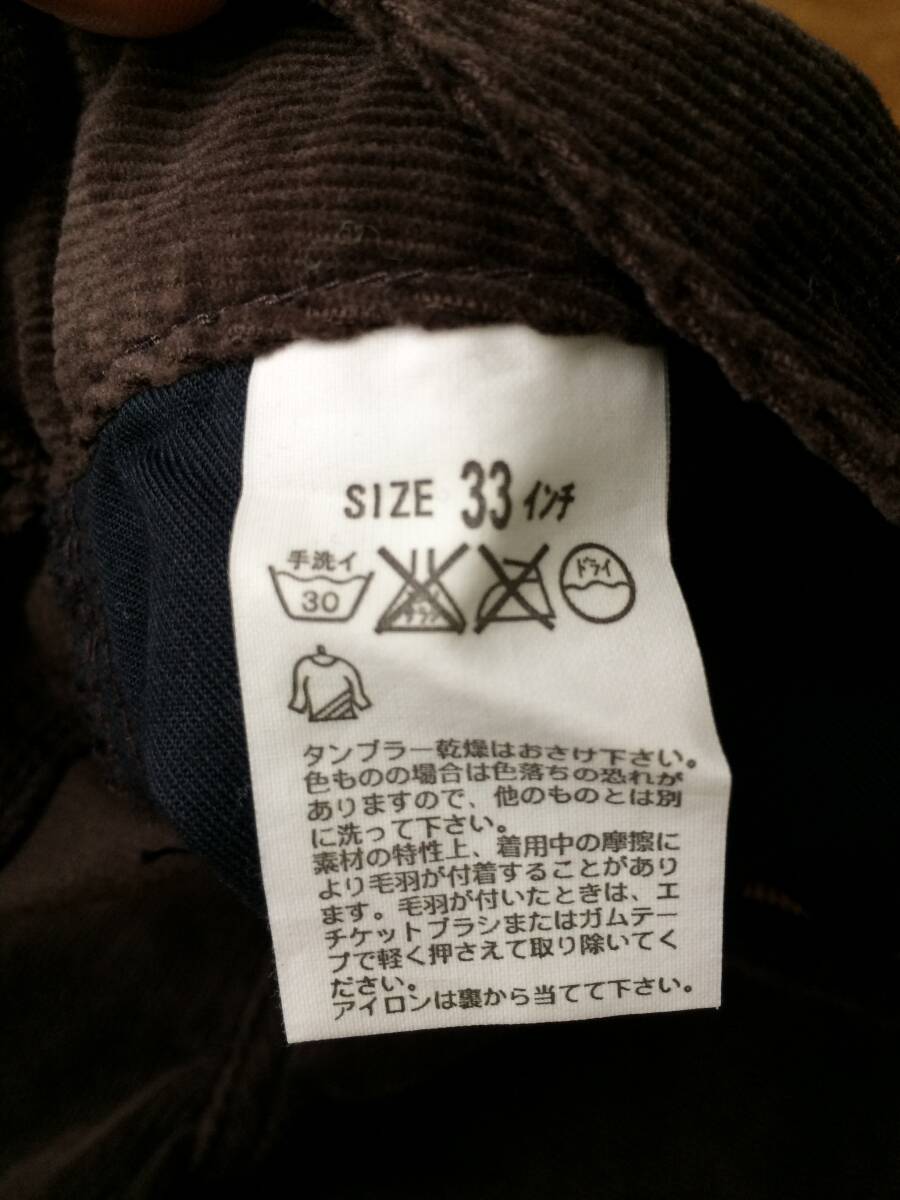 SIZE 33 インチ
手洗イ
30
ドライ
タンブラー乾燥はおさけ下さい。
色ものの場合は色落ちの恐れが
ありますので、他のものとは別
に洗って下さい。
素材の特性上、着用中の摩擦に
より毛羽が付着することがあり
ます。毛羽が付いたときは、エ
チケットブラシまたはガムテー
プで軽く押さえて取り除いてく
ださい。
アイロンは裏から当てて下さい。